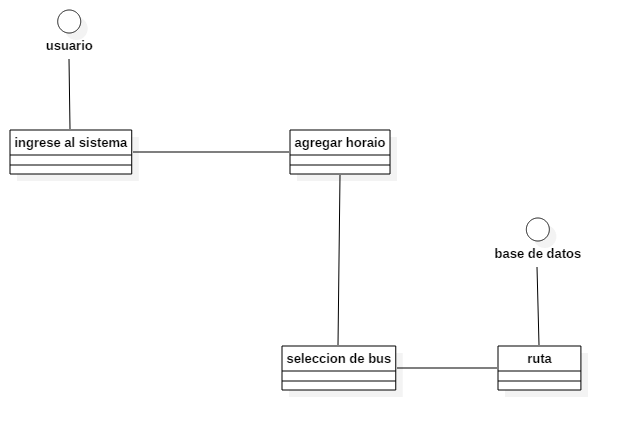 usuario
ingrese al sistema
agregar horaio
base de datos
seleccion de bus
ruta